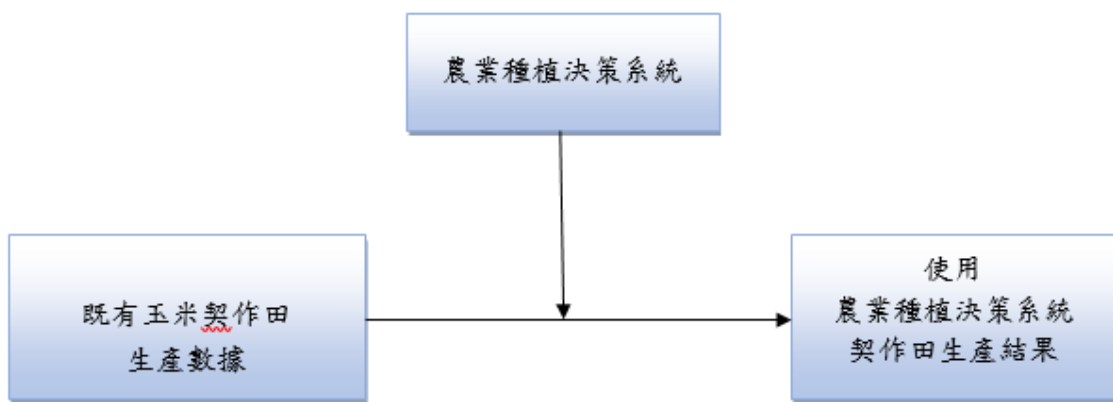 農業種植決策系統
既有玉米契作田
生產數據
使用
農業種植決策系統
契作田生產結果